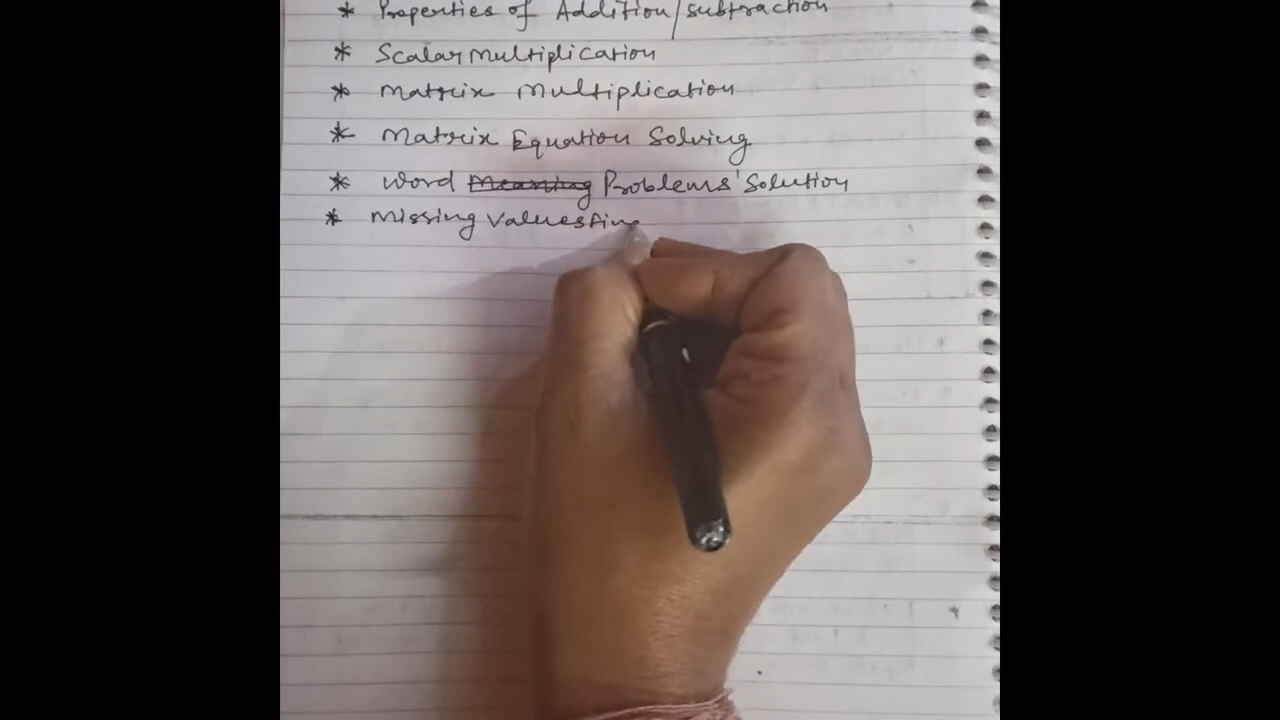 * Properties of Addition/subtraction
* Scalar Multiplication
* Matrix Multiplication
* Matrix Equation Solving
* Word Meaning Problems' Solution
* Missing Values